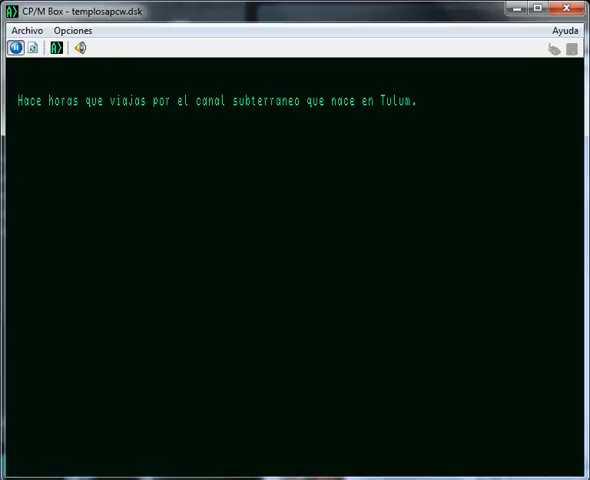 CP/M Box - templosapcw.dsk
Archivo Opciones Ayuda
A>
Hace horas que viajas por el canal subterraneo que nace en Tulum.